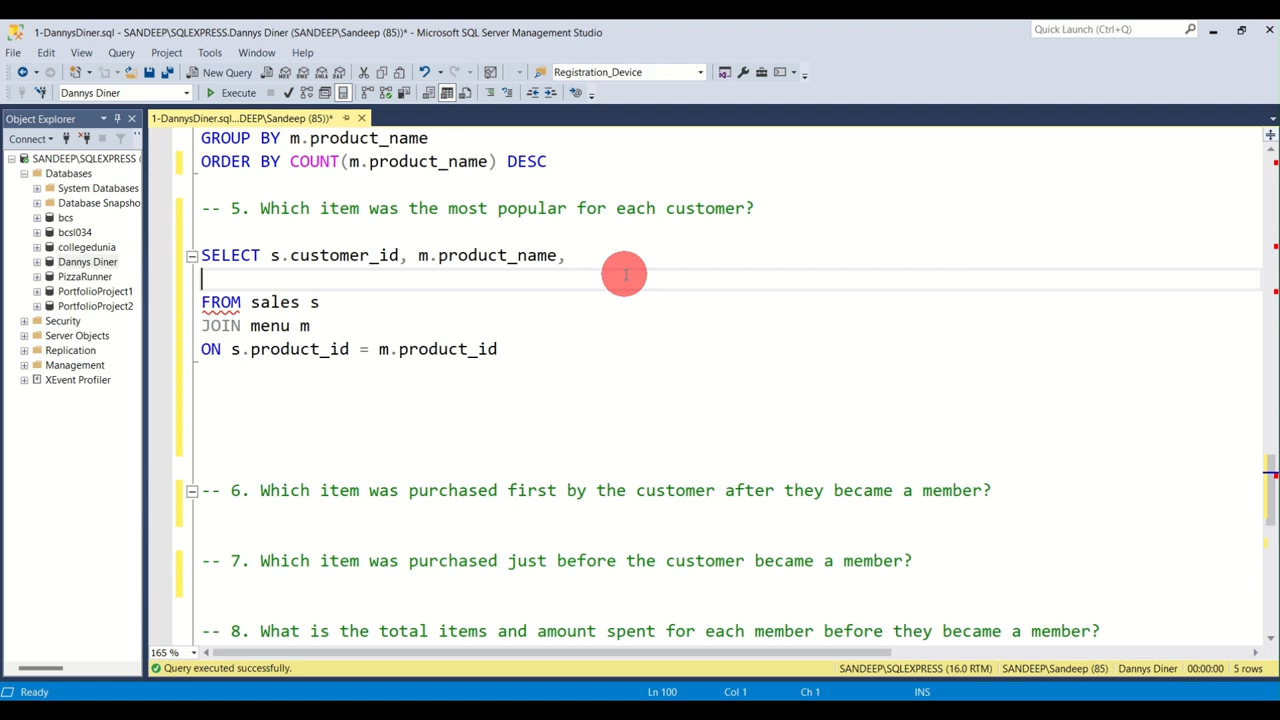 1-DannysDiner.sql - SANDEEP\SQLEXPRESS.Dannys Diner (SANDEEP\Sandeep (85))* - Microsoft SQL Server Management Studio
Quick Launch (Ctrl+Q)
File Edit View Query Project Tools Window Help
New Query
Registration_Device
Dannys Diner
Execute
Object Explorer
1-DannysDiner.sql...DEEP\Sandeep (85))*
Connect
SANDEEP\SQLEXPRESS (
Databases
System Databases
Database Snapsho
bcs
bcsl034
collegedunia
Dannys Diner
PizzaRunner
PortfolioProject1
PortfolioProject2
Security
Server Objects
Replication
Management
XEvent Profiler
GROUP BY m.product_name
ORDER BY COUNT(m.product_name) DESC
-- 5. Which item was the most popular for each customer?
SELECT s.customer_id, m.product_name,
FROM sales s
JOIN menu m
ON s.product_id = m.product_id
-- 6. Which item was purchased first by the customer after they became a member?
-- 7. Which item was purchased just before the customer became a member?
-- 8. What is the total items and amount spent for each member before they became a member?
165 %
Query executed successfully.
SANDEEP\SQLEXPRESS (16.0 RTM) SANDEEP\Sandeep (85) Dannys Diner 00:00:00 5 rows
Ready
Ln 100 Col 1 Ch 1 INS